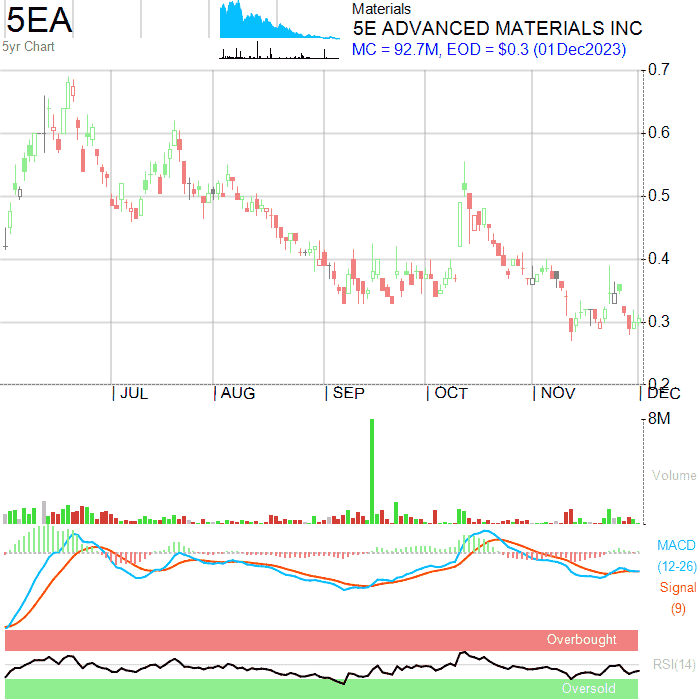 5EA
5yr Chart
Materials
5E ADVANCED MATERIALS INC
MC = 92.7M, EOD = $0.3 (01Dec2023)
0.7
0.6
0.5
0.4
0.3
0.2
JUL AUG SEP OCT NOV DEC
8M
Volume
0
MACD
(12-26)
Signal
(9)
Overbought
RSI(14)
Oversold